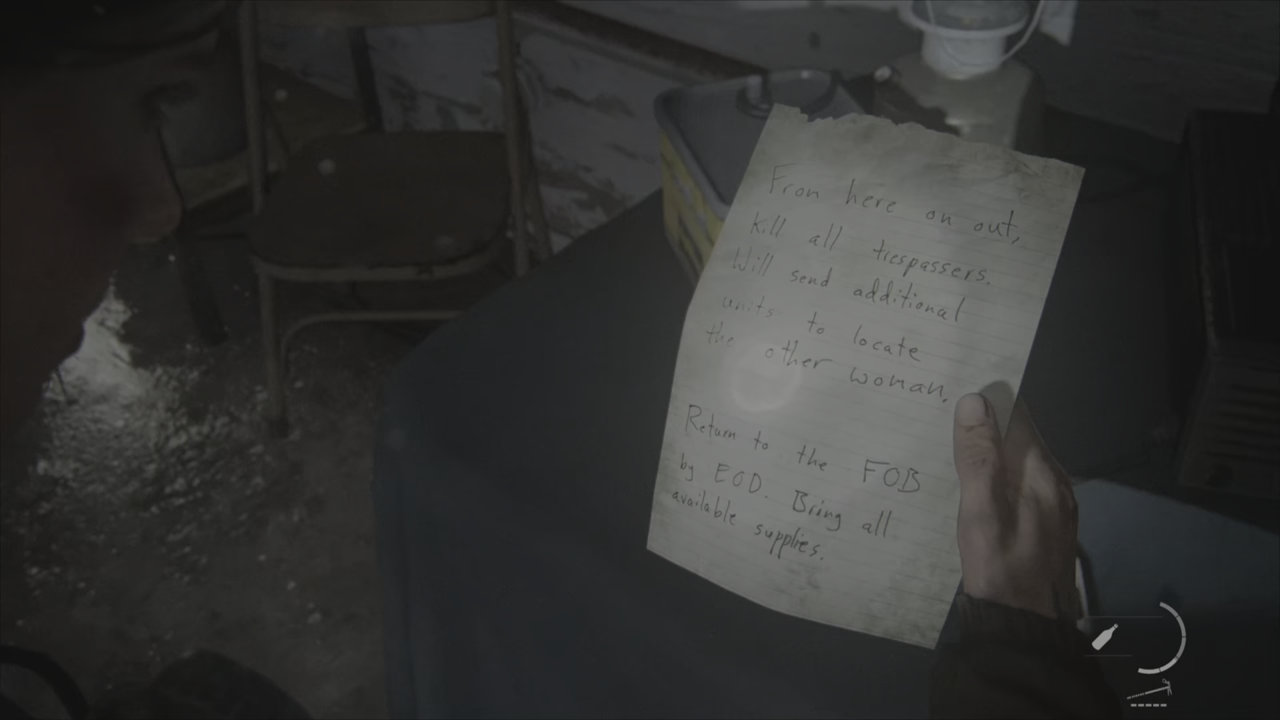 From here on out,
Kill all trespassers.
Will send additional
units to locate
the other woman.
Return to the FOB
by EOD. Bring all
available supplies.